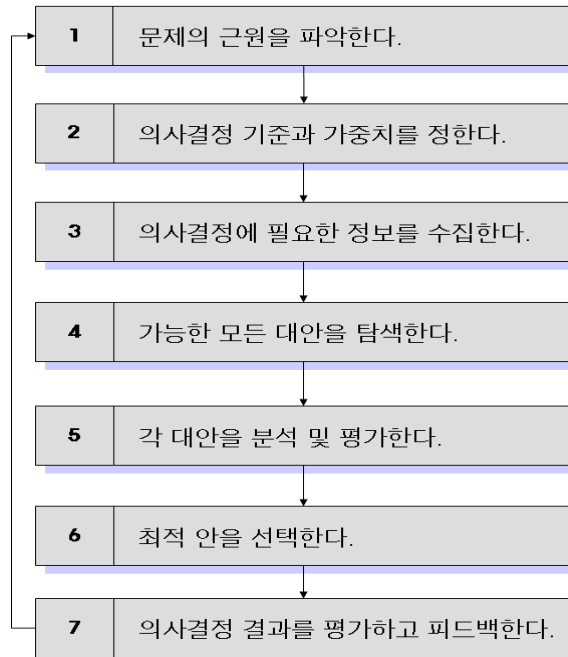 1 문제의 근원을 파악한다.
2 의사결정 기준과 가중치를 정한다.
3 의사결정에 필요한 정보를 수집한다.
4 가능한 모든 대안을 탐색한다.
5 각 대안을 분석 및 평가한다.
6 최적 안을 선택한다.
7 의사결정 결과를 평가하고 피드백한다.